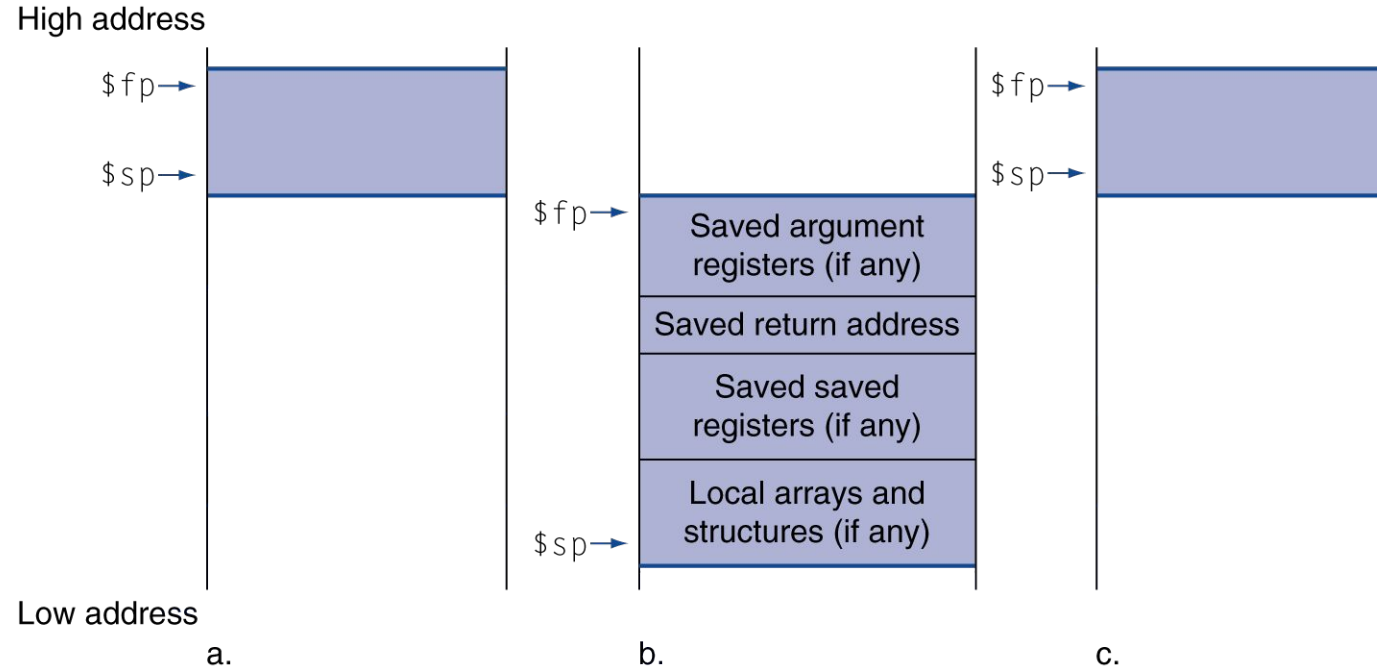 High address
$fp
$sp
$fp
Saved argument
registers (if any)
Saved return address
Saved saved
registers (if any)
Local arrays and
structures (if any)
$sp
$fp
$sp
Low address
a.
b.
c.